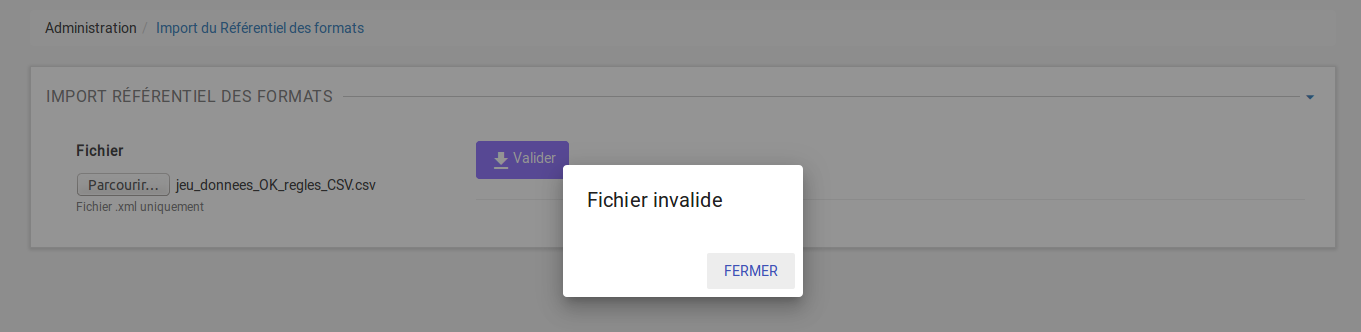 Administration / Import du Référentiel des formats
IMPORT RÉFÉRENTIEL DES FORMATS
Fichier
Valider
Parcourir... jeu_donnees_OK_regles_CSV.csv
Fichier .xml uniquement
Fichier invalide
FERMER